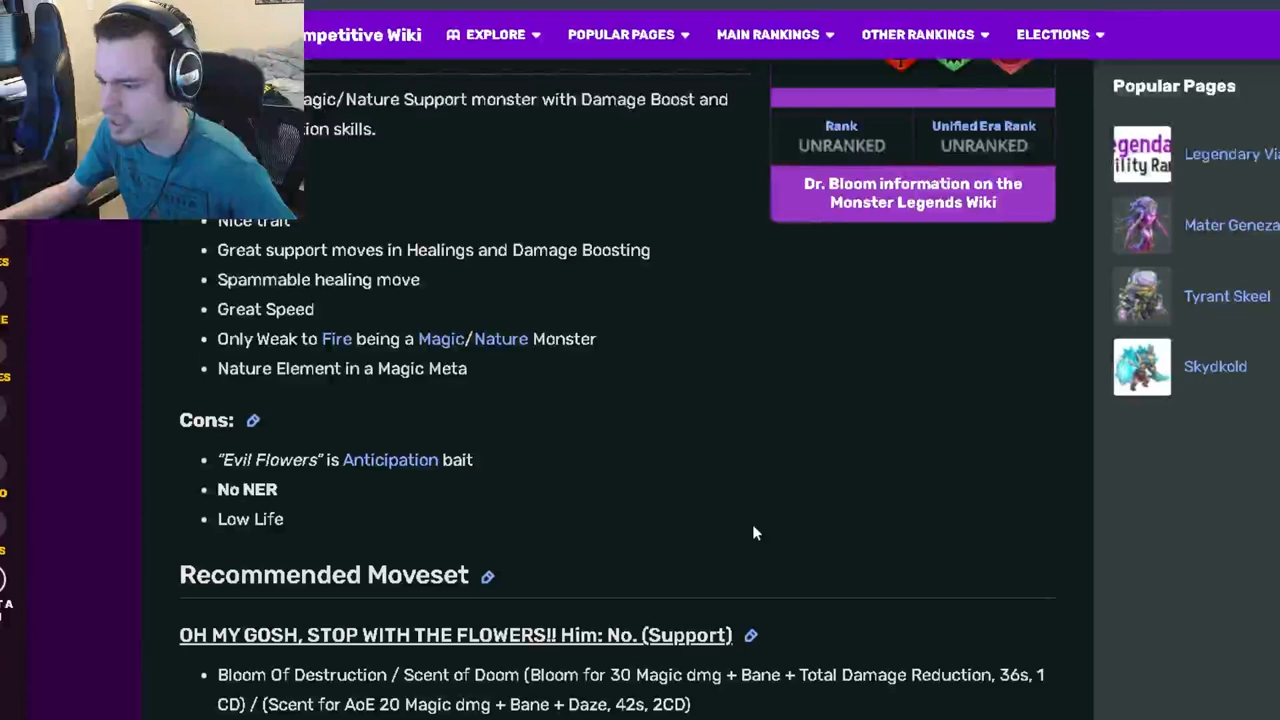 mpetitive Wiki
EXPLORE
POPULAR PAGES
MAIN RANKINGS
OTHER RANKINGS
ELECTIONS
agic/Nature Support monster with Damage Boost and
ion skills.
Nice trait
• Great support moves in Healings and Damage Boosting
• Spammable healing move
• Great Speed
• Only Weak to Fire being a Magic/Nature Monster
• Nature Element in a Magic Meta
Cons:
• "Evil Flowers" is Anticipation bait
• No NER
• Low Life
Recommended Moveset
OH MY GOSH, STOP WITH THE FLOWERS!! Him: No. (Support)
• Bloom Of Destruction / Scent of Doom (Bloom for 30 Magic dmg + Bane + Total Damage Reduction, 36s, 1
CD) / (Scent for AoE 20 Magic dmg + Bane + Daze, 42s, 2CD)
Rank
UNRANKED
Unified Era Rank
UNRANKED
Dr. Bloom information on the
Monster Legends Wiki
Popular Pages
egenda
ility Ra
Legendary Via
Mater Geneza
Tyrant Skeel
Skydkold